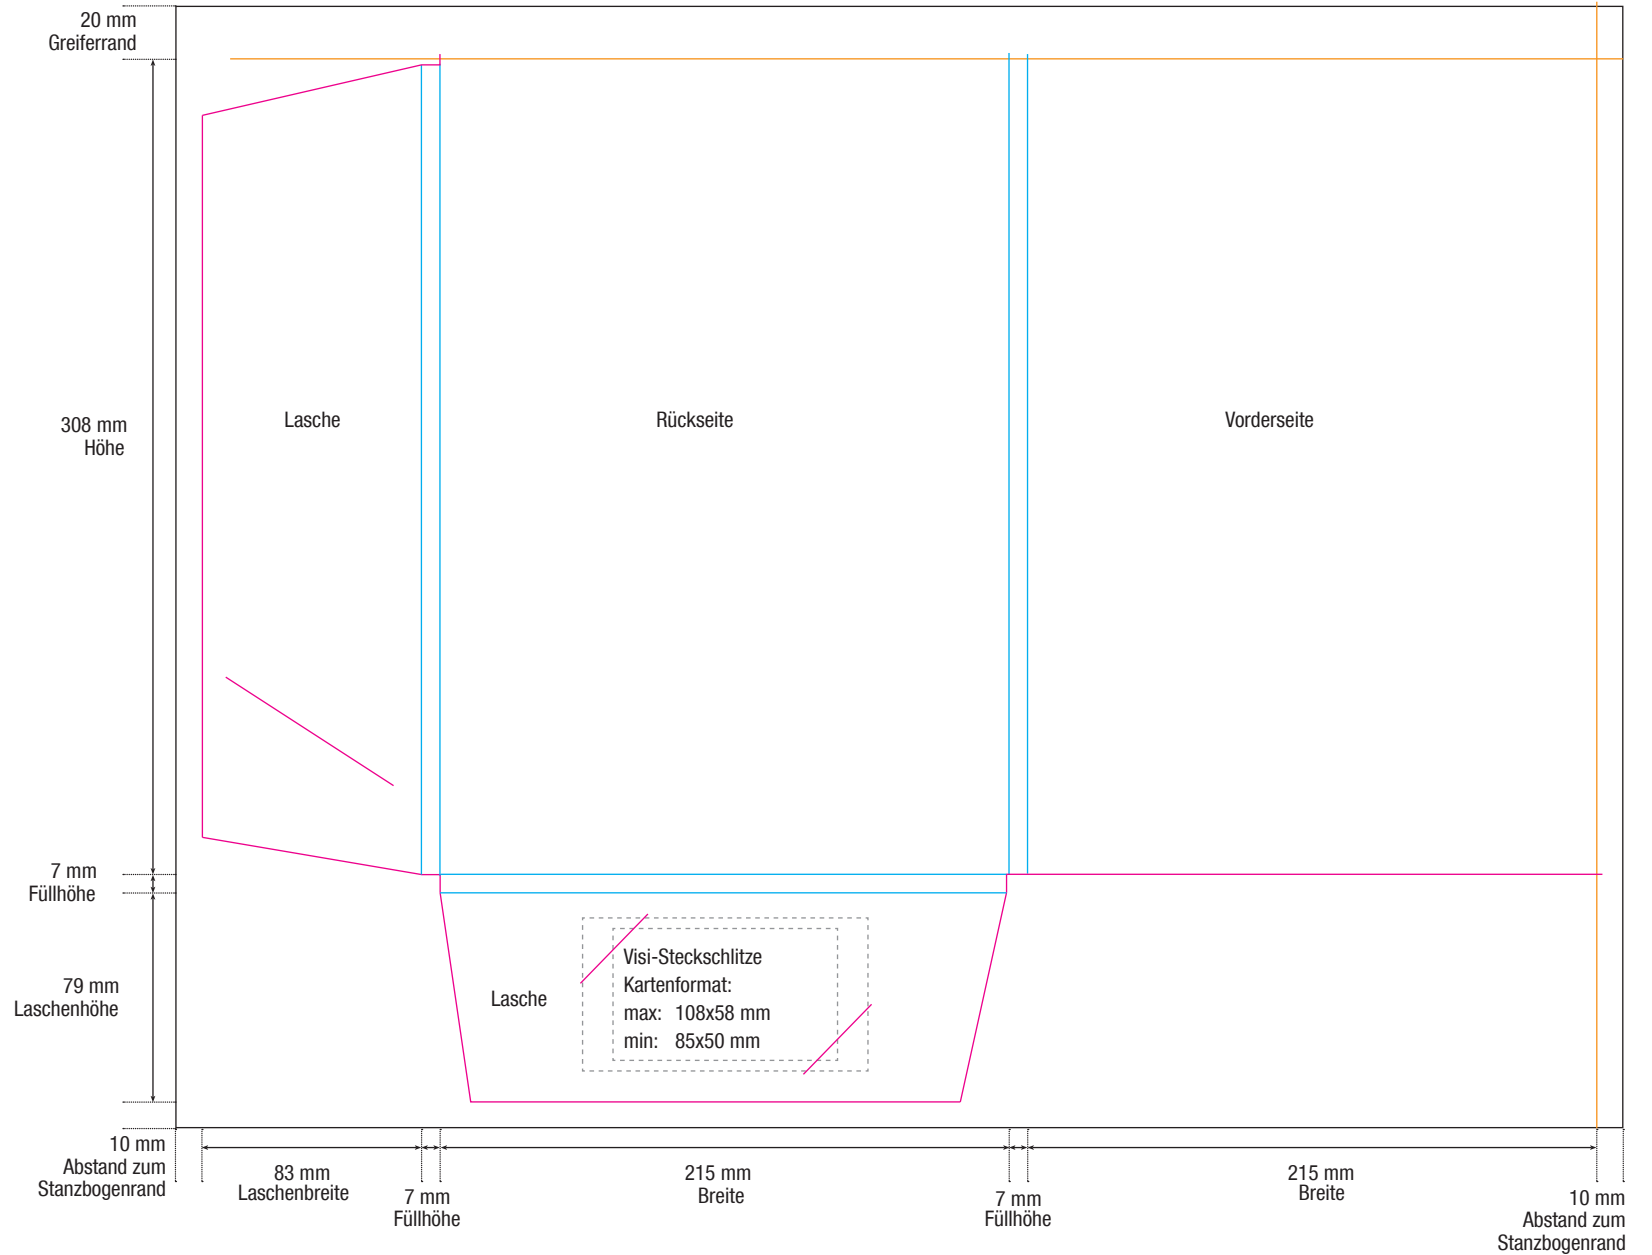 20 mm
Greiferrand
308 mm
Höhe
Lasche
Rückseite
Vorderseite
7 mm
Füllhöhe
79 mm
Laschenhöhe
Lasche
Visi-Steckschlitze
Kartenformat:
max: 108x58 mm
min: 85x50 mm
10 mm
Abstand zum
Stanzbogenrand
83 mm
Laschenbreite
7 mm
Füllhöhe
215 mm
Breite
7 mm
Füllhöhe
215 mm
Breite
10 mm
Abstand zum
Stanzbogenrand